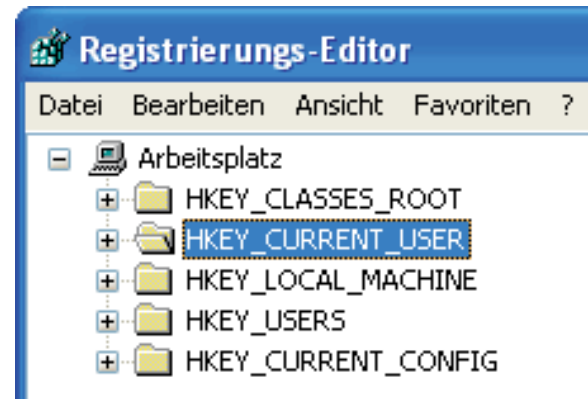 Registrierungs-Editor
Datei Bearbeiten Ansicht Favoriten ?
Arbeitsplatz
HKEY_CLASSES_ROOT
HKEY_CURRENT_USER
HKEY_LOCAL_MACHINE
HKEY_USERS
HKEY_CURRENT_CONFIG